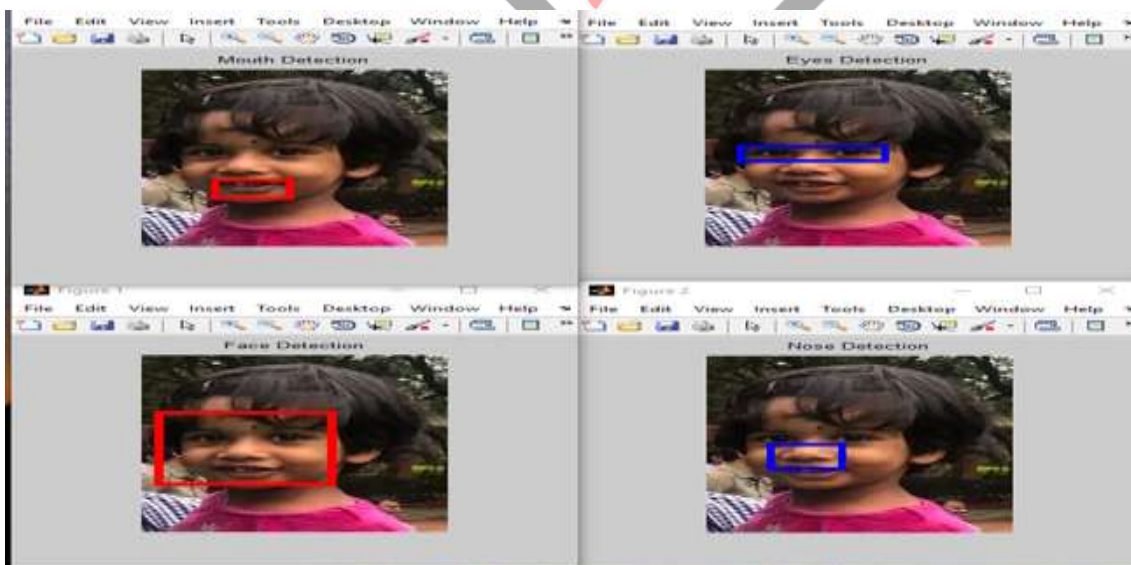 File Edit View Insert Tools Desktop Window Help
Mouth Detection
File Edit View Insert Tools Desktop Window Help
Eyes Detection
Figure 1
File Edit View Insert Tools Desktop Window Help
Face Detection
Figure 2
File Edit View Insert Tools Desktop Window Help
Nose Detection